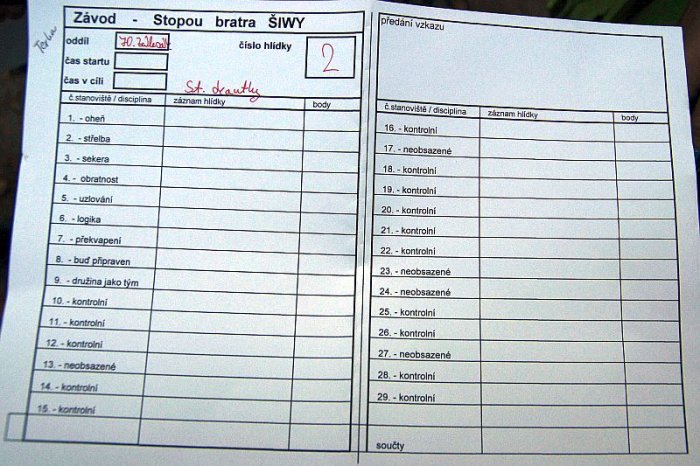 Závod - Stopou bratra ŠIWY
oddíl 70.
číslo hlídky 2
čas startu
čas v cíli
St.
č.stanoviště / disciplina záznam hlídky body
1. - oheň
2. - střelba
3. - sekera
4. - obratnost
5. - uzlování
6. - logika
7. - překvapení
8. - buď připraven
9. - družina jako tým
10. - kontrolní
11. - kontrolní
12. - kontrolní
13. - neobsazené
14. - kontrolní
15. - kontrolní
předání vzkazu
č.stanoviště / disciplina záznam hlídky body
16. - kontrolní
17. - neobsazené
18. - kontrolní
19. - kontrolní
20. - kontrolní
21. - kontrolní
22. - kontrolní
23. - neobsazené
24. - neobsazené
25. - kontrolní
26. - kontrolní
27. - neobsazené
28. - kontrolní
29. - kontrolní
součty